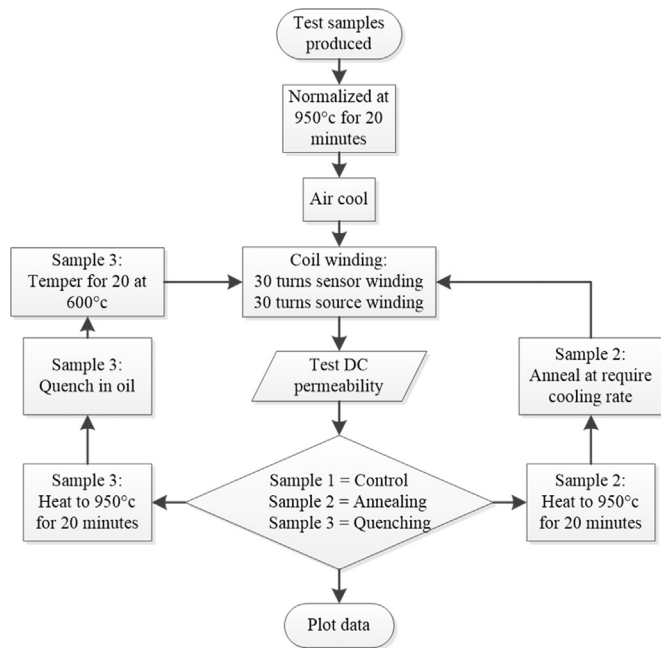 Test samples
produced
Normalized at
950°c for 20
minutes
Air cool
Coil winding:
30 turns sensor winding
30 turns source winding
Sample 3:
Temper for 20 at
600°c
Sample 3:
Quench in oil
Sample 3:
Heat to 950°c
for 20 minutes
Test DC
permeability
Sample 1 = Control
Sample 2 = Annealing
Sample 3 = Quenching
Sample 2:
Anneal at require
cooling rate
Sample 2:
Heat to 950°c
for 20 minutes
Plot data